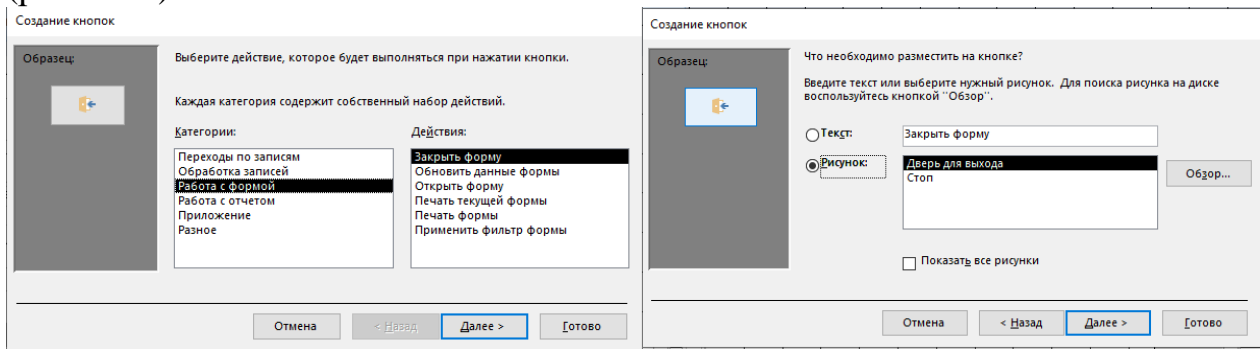 Создание кнопок
Образец:
Выберите действие, которое будет выполняться при нажатии кнопки.
Каждая категория содержит собственный набор действий.
Категории:
Переходы по записям
Обработка записей
Работа с формой
Работа с отчетом
Приложение
Разное
Действия:
Закрыть форму
Обновить данные формы
Открыть форму
Печать текущей формы
Печать формы
Применить фильтр формы
Отмена
< Назад
Далее >
Готово
Создание кнопок
Образец:
Что необходимо разместить на кнопке?
Введите текст или выберите нужный рисунок. Для поиска рисунка на диске
воспользуйтесь кнопкой "Обзор".
Текст:
Закрыть форму
Рисунок:
Дверь для выхода
Стоп
Обзор...
Показать все рисунки
Отмена
< Назад
Далее >
Готово